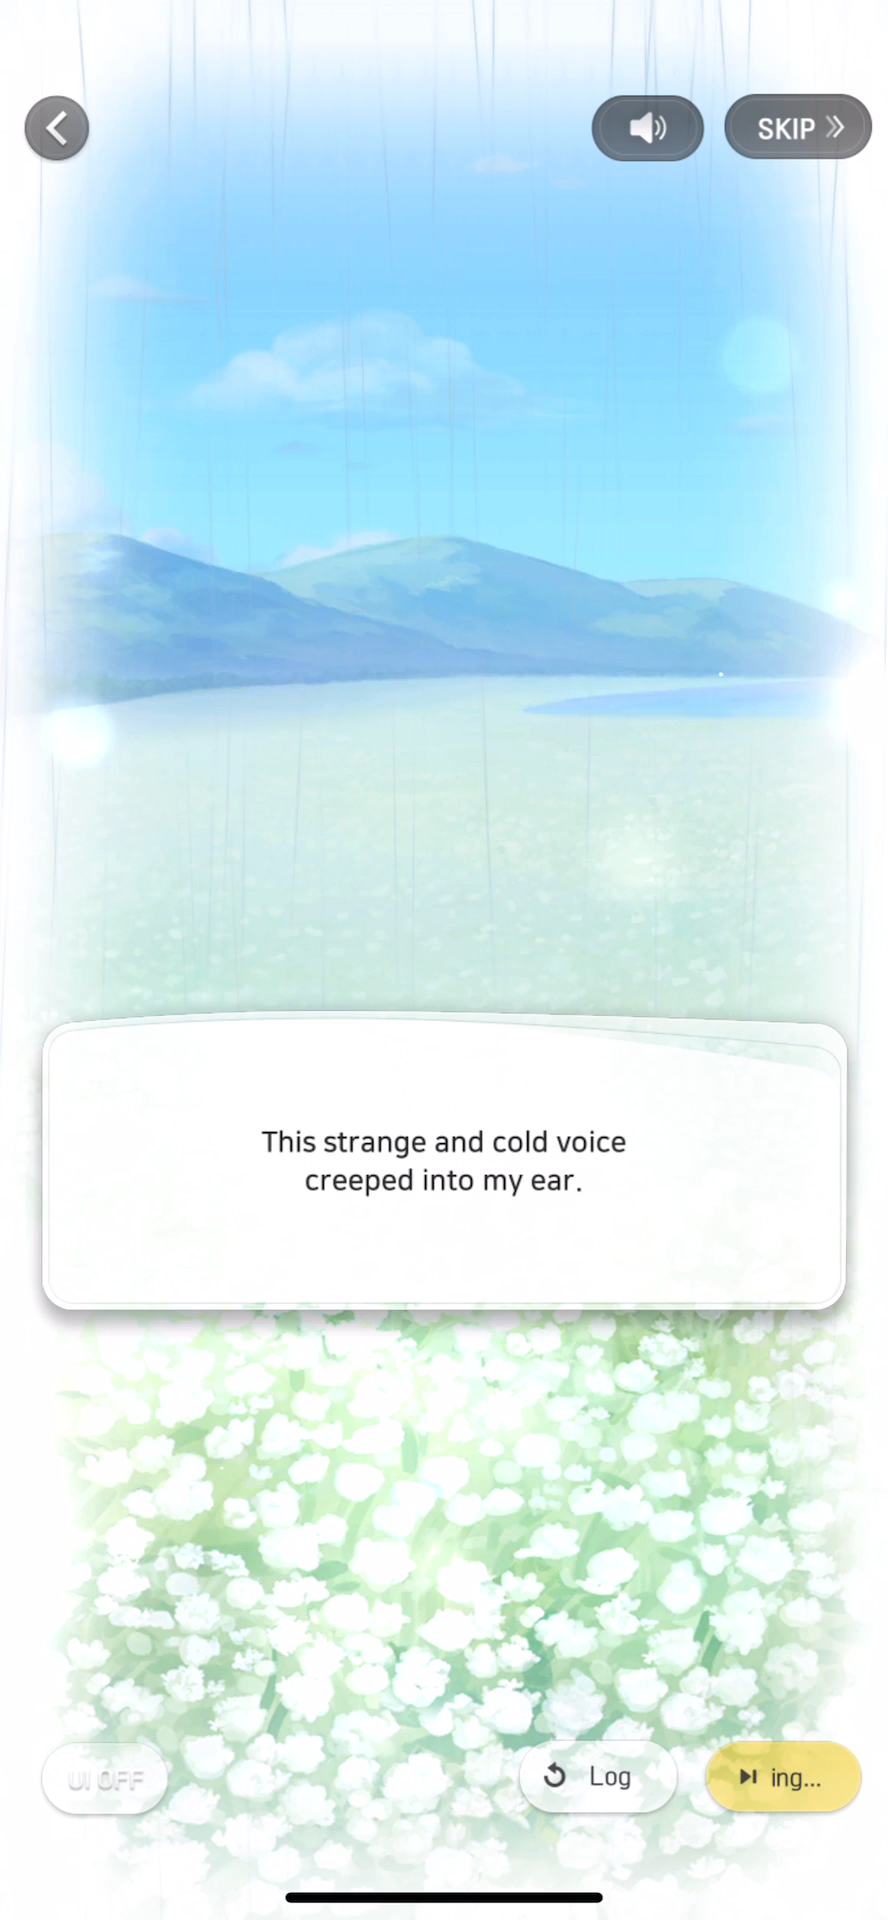 SKIP
This strange and cold voice
creeped into my ear.
UI OFF
Log
ing...